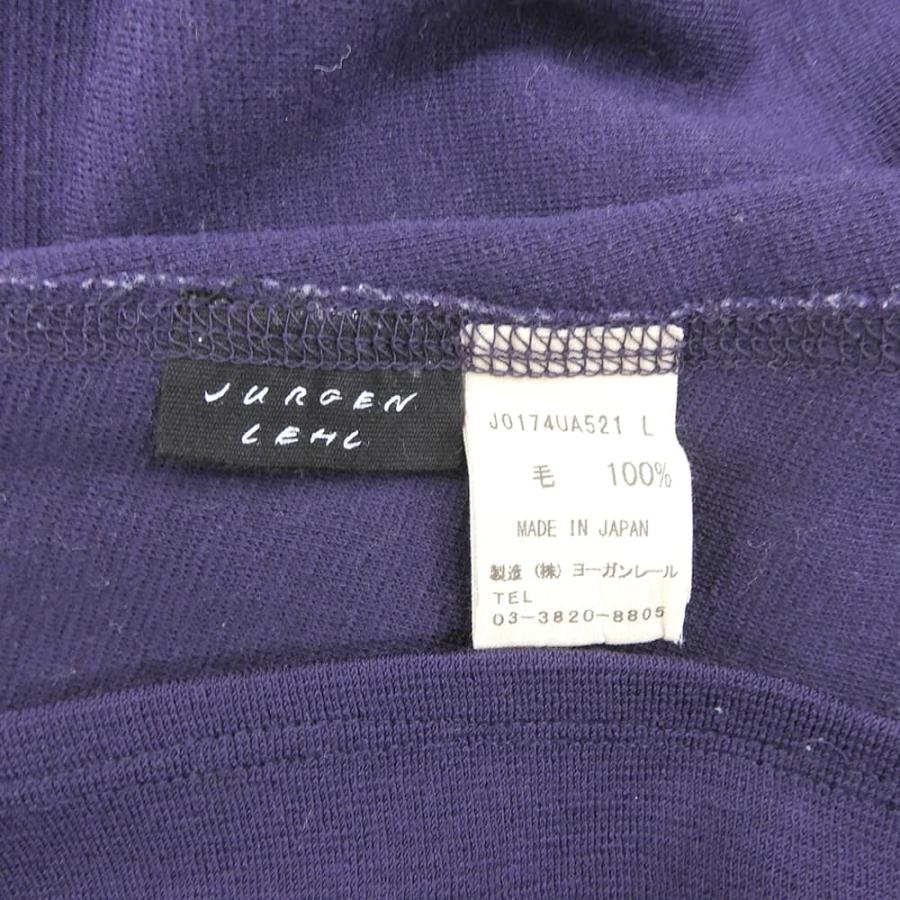 JURGEN
LEHL
J0174UA521 L
毛 100%
MADE IN JAPAN
製造 (株) ヨーガンレール
TEL
03-3820-8805